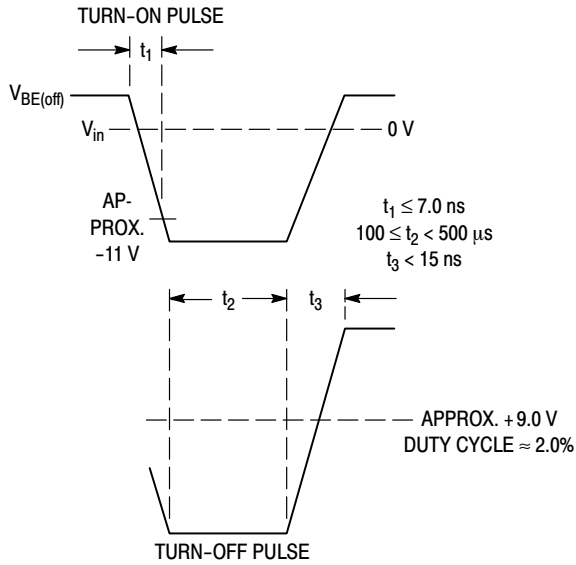 TURN-ON PULSE
t1
VBE(off)
Vin
0 V
AP-
PROX.
-11 V
t1 ≤ 7.0 ns
100 ≤ t2 < 500 μs
t3 < 15 ns
t2
t3
APPROX. +9.0 V
DUTY CYCLE ≈ 2.0%
TURN-OFF PULSE